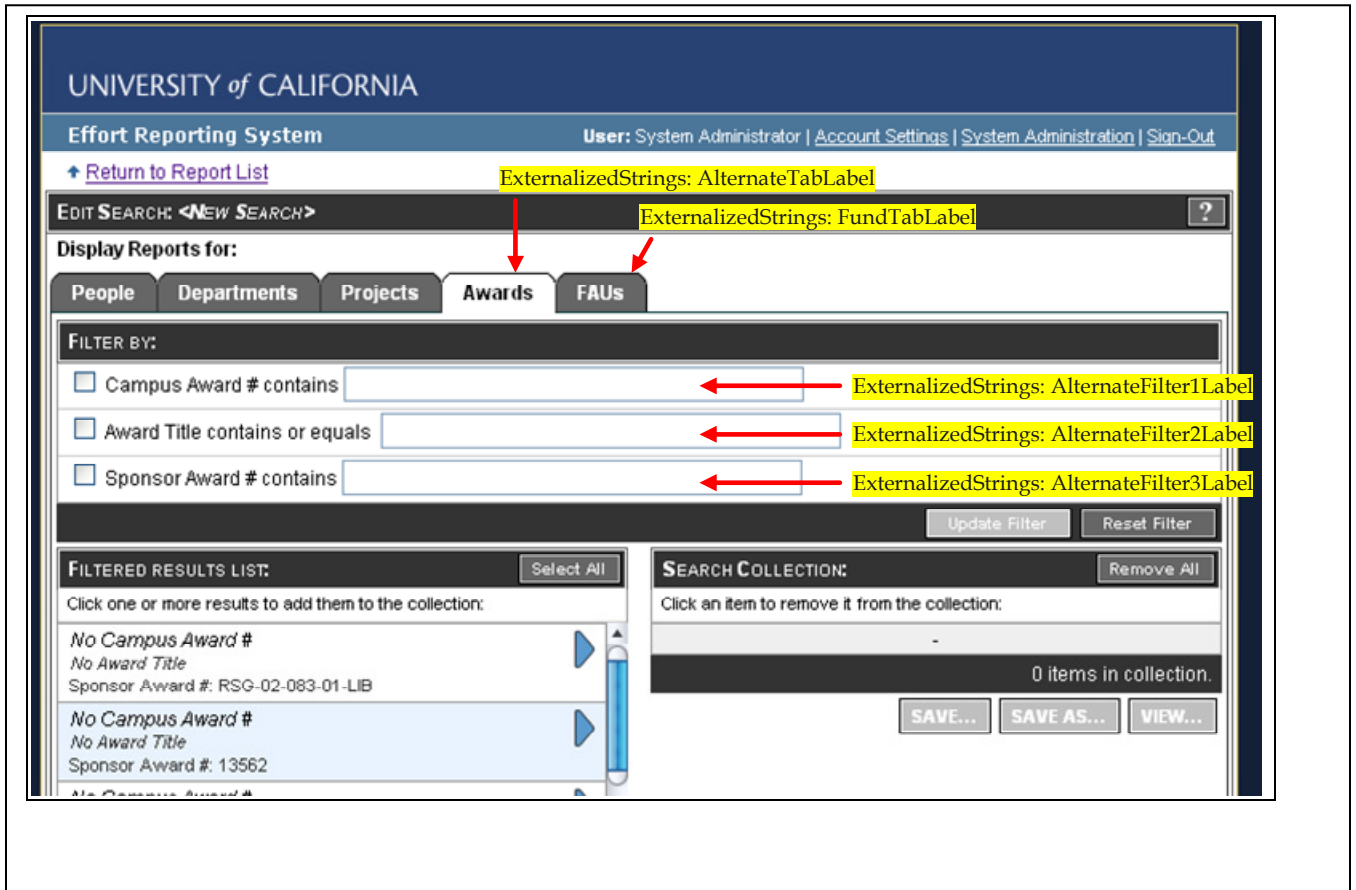 UNIVERSITY of CALIFORNIA
Effort Reporting System
User: System Administrator | Account Settings | System Administration | Sign-Out
Return to Report List
ExternalizedStrings: AlternateTabLabel
EDIT SEARCH: <NEW SEARCH>
ExternalizedStrings: FundTabLabel
?
Display Reports for:
People Departments Projects Awards FAUs
FILTER BY:
Campus Award # contains
ExternalizedStrings: AlternateFilter1Label
Award Title contains or equals
ExternalizedStrings: AlternateFilter2Label
Sponsor Award # contains
ExternalizedStrings: AlternateFilter3Label
Update Filter Reset Filter
FILTERED RESULTS LIST: Select All
Click one or more results to add them to the collection:
No Campus Award #
No Award Title
Sponsor Award #: RSG-02-083-01-LIB
No Campus Award #
No Award Title
Sponsor Award #: 13562
No Campus Award #
SEARCH COLLECTION: Remove All
Click an item to remove it from the collection:
-
0 items in collection.
SAVE... SAVE AS... VIEW...